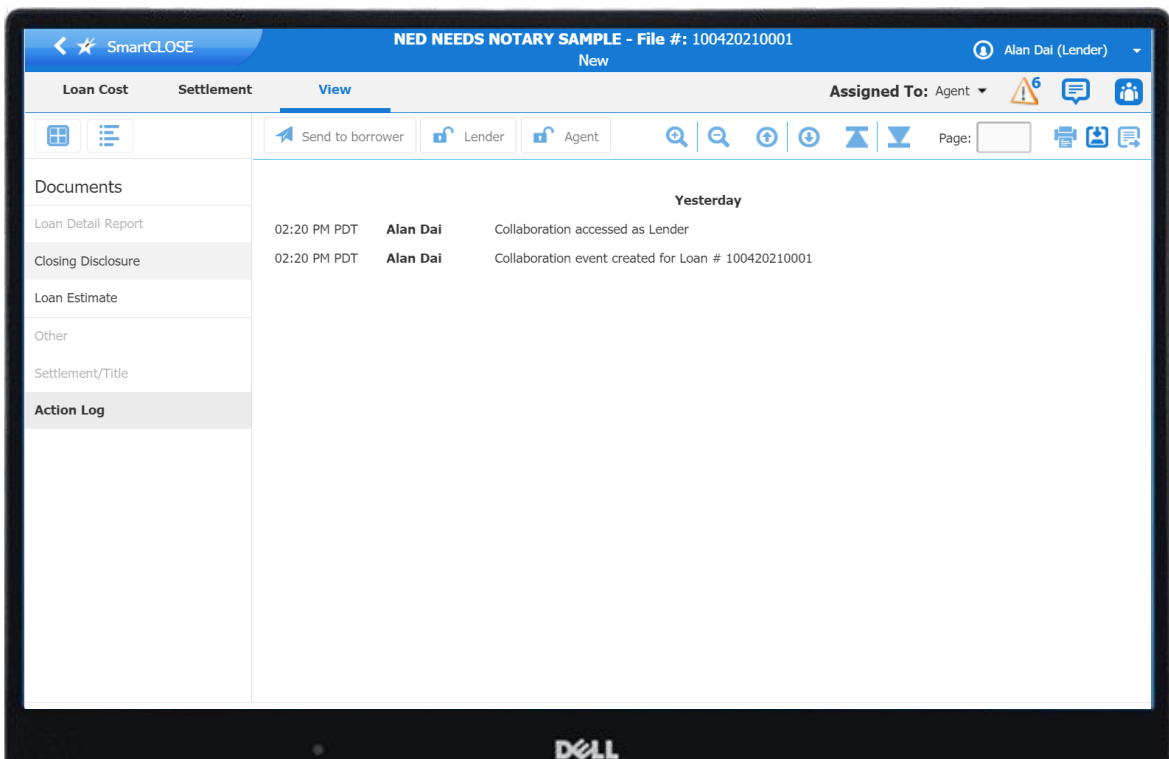 SmartCLOSE
NED NEEDS NOTARY SAMPLE - File #: 100420210001
New
Alan Dai (Lender)
Loan Cost Settlement View Assigned To: Agent 6
Send to borrower Lender Agent Page:
Documents
Loan Detail Report
Closing Disclosure
Loan Estimate
Other
Settlement/Title
Action Log
Yesterday
02:20 PM PDT Alan Dai Collaboration accessed as Lender
02:20 PM PDT Alan Dai Collaboration event created for Loan # 100420210001
DELL